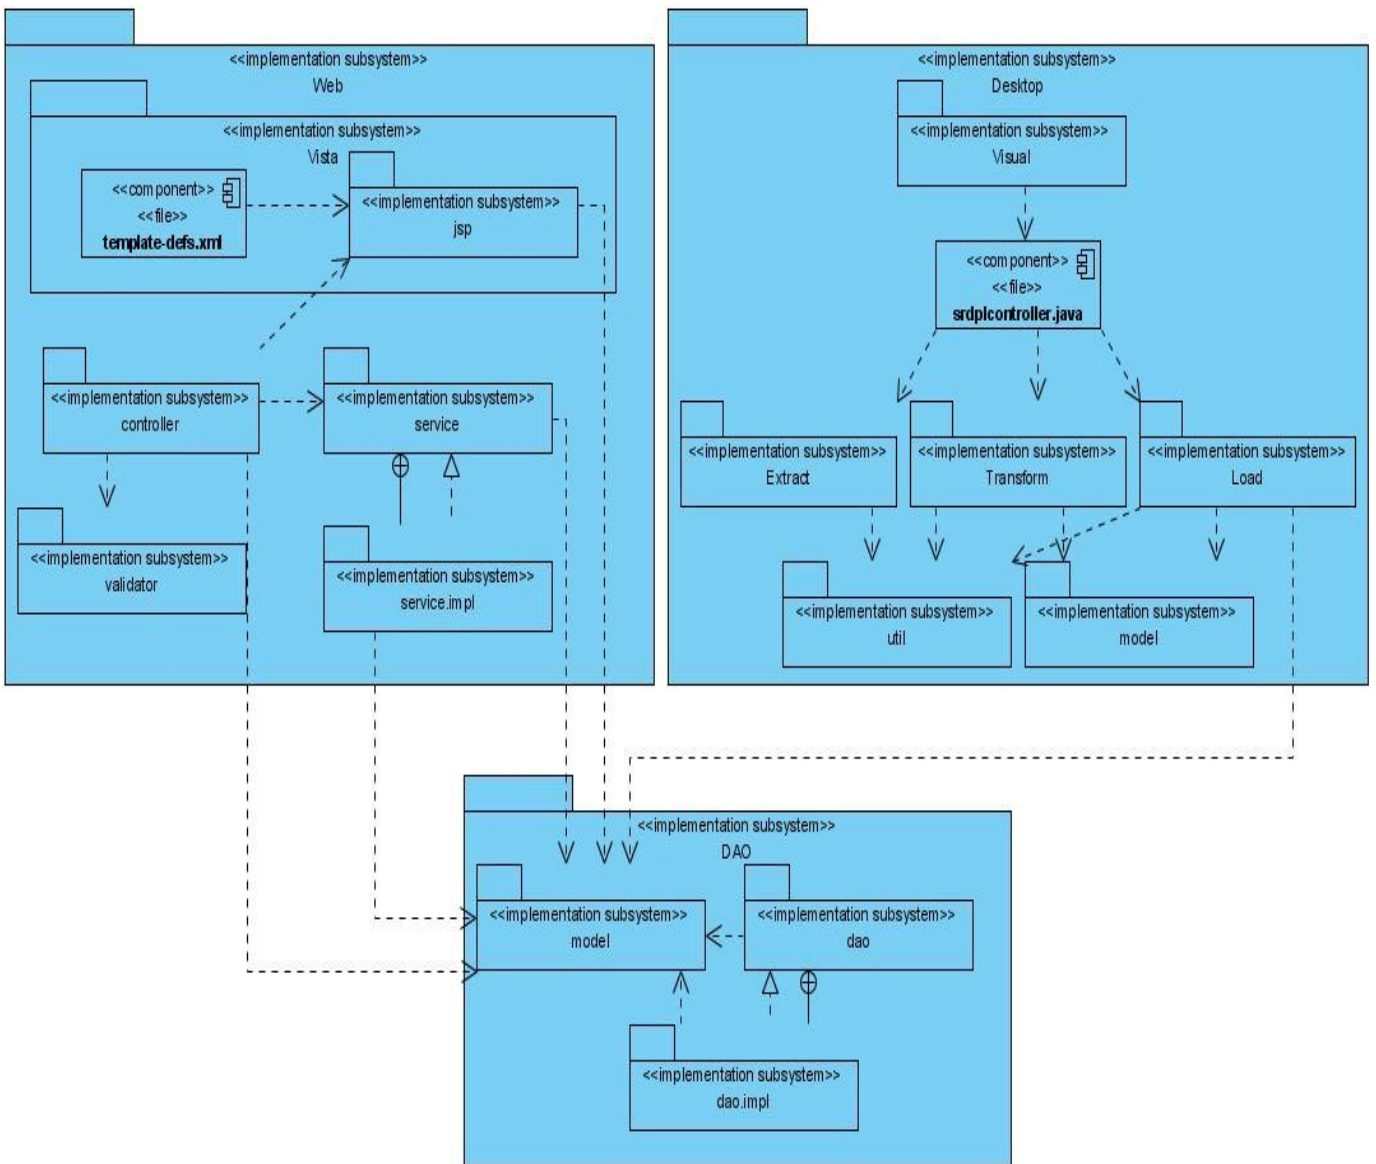 <<implementation subsystem>>
Web
<<implementation subsystem>>
Vista
<<component>>
<<file>>
template-defs.xml
<<implementation subsystem>>
jsp
<<implementation subsystem>>
controller
<<implementation subsystem>>
service
<<implementation subsystem>>
validator
<<implementation subsystem>>
service.impl
<<implementation subsystem>>
Desktop
<<implementation subsystem>>
Visual
<<component>>
<<file>>
srdplcontroller.java
<<implementation subsystem>>
Extract
<<implementation subsystem>>
Transform
<<implementation subsystem>>
Load
<<implementation subsystem>>
util
<<implementation subsystem>>
model
<<implementation subsystem>>
DAO
<<implementation subsystem>>
model
<<implementation subsystem>>
dao
<<implementation subsystem>>
dao.impl